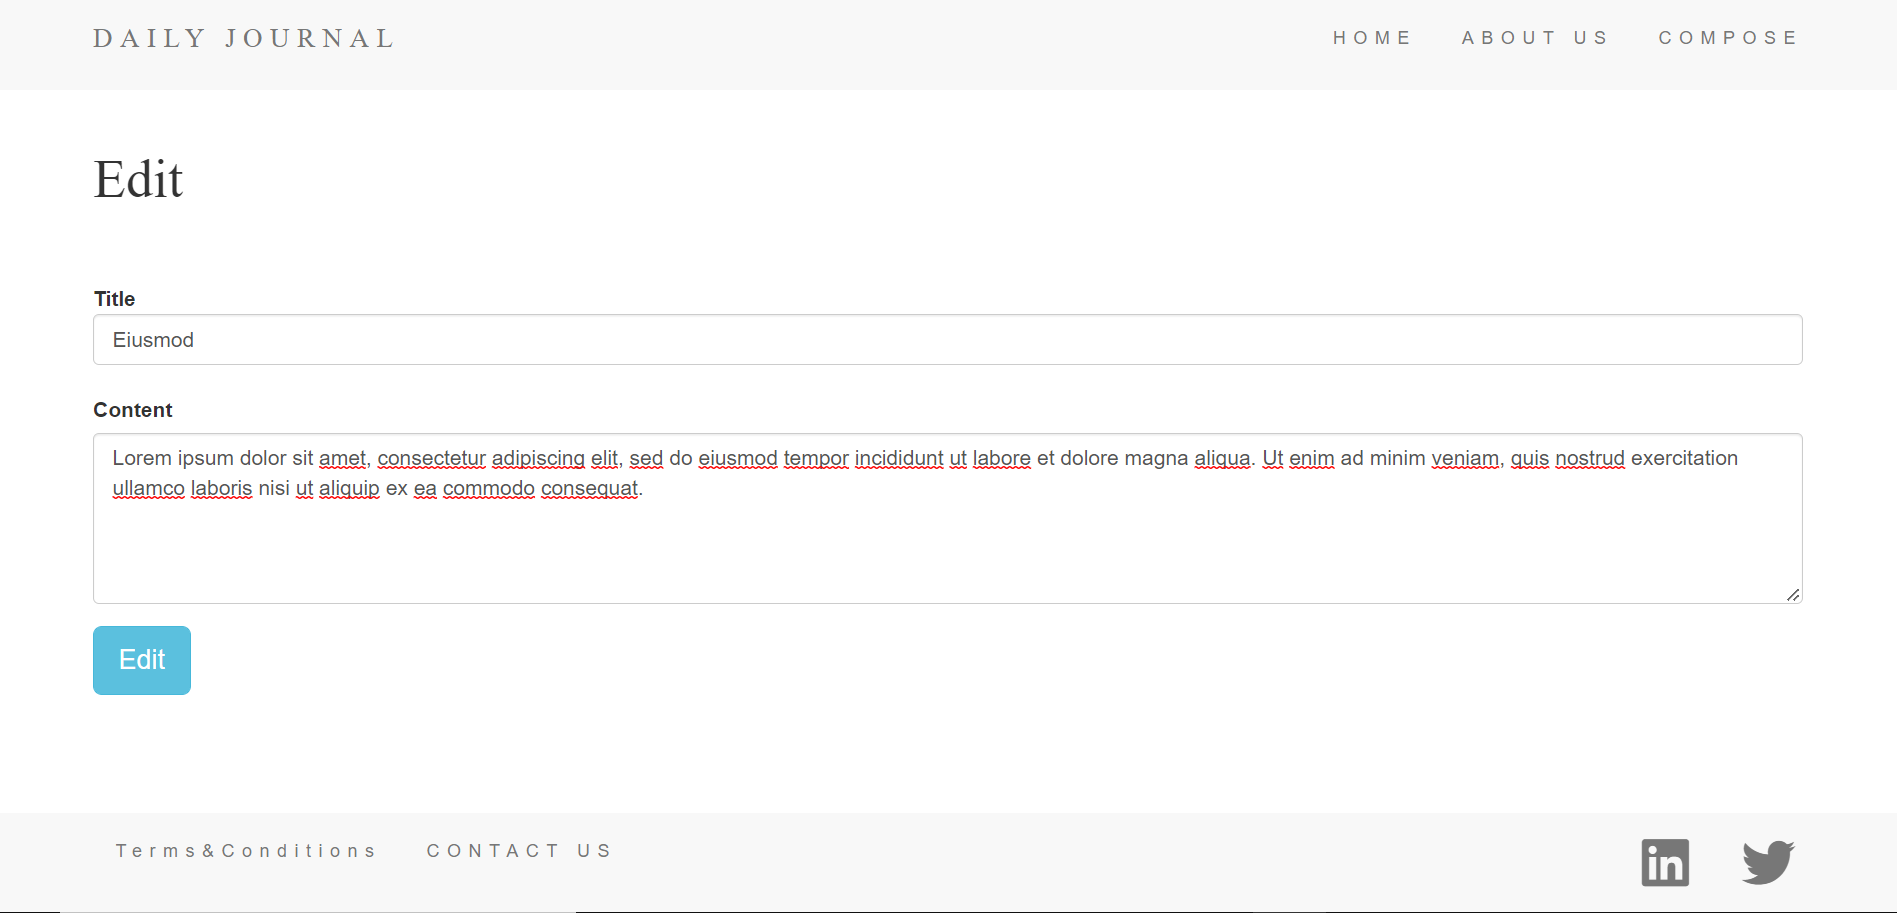 DAILY JOURNAL
HOME ABOUT US COMPOSE
Edit
Title
Eiusmod
Content
Lorem ipsum dolor sit amet, consectetur adipiscing elit, sed do eiusmod tempor incididunt ut labore et dolore magna aliqua. Ut enim ad minim veniam, quis nostrud exercitation
ullamco laboris nisi ut aliquip ex ea commodo consequat.
Edit
Terms&Conditions CONTACT US
in